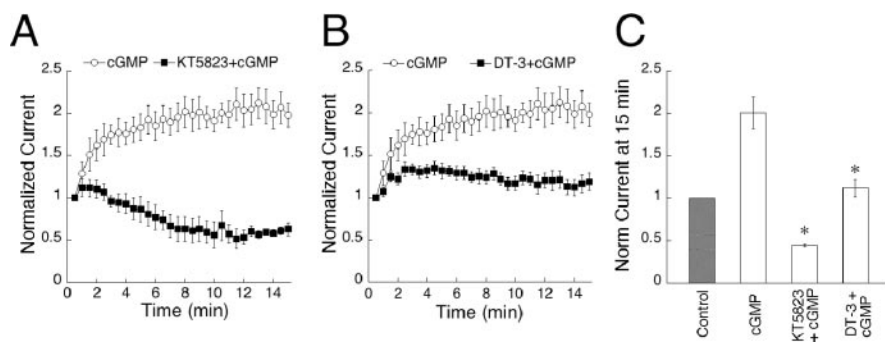 A
cGMP KT5823+cGMP
Normalized Current
2.5
2
1.5
1
0.5
0
0 2 4 6 8 10 12 14
Time (min)
B
cGMP DT-3+cGMP
Normalized Current
2.5
2
1.5
1
0.5
0
0 2 4 6 8 10 12 14
Time (min)
C
Norm Current at 15 min
2.5
2
1.5
1
0.5
0
*
*
Control
cGMP
KT5823
+ cGMP
DT-3 +
cGMP